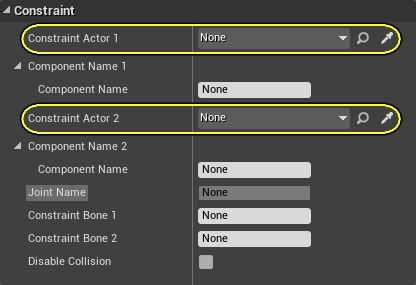 Constraint
Constraint Actor 1 None
Component Name 1
Component Name None
Constraint Actor 2 None
Component Name 2
Component Name None
Joint Name None
Constraint Bone 1 None
Constraint Bone 2 None
Disable Collision